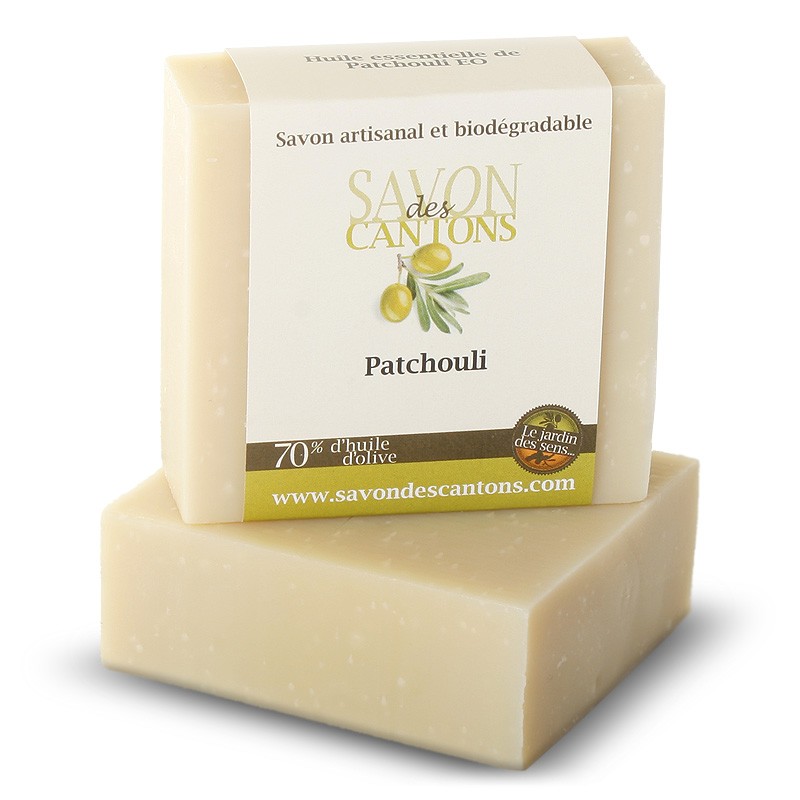 Huile essentielle de
Patchouli EO
Savon artisanal et biodégradable
SAVON
des
CANTONS
Patchouli
70% d'huile
d'olive
Le jardin
des sens...
www.savondescantons.com